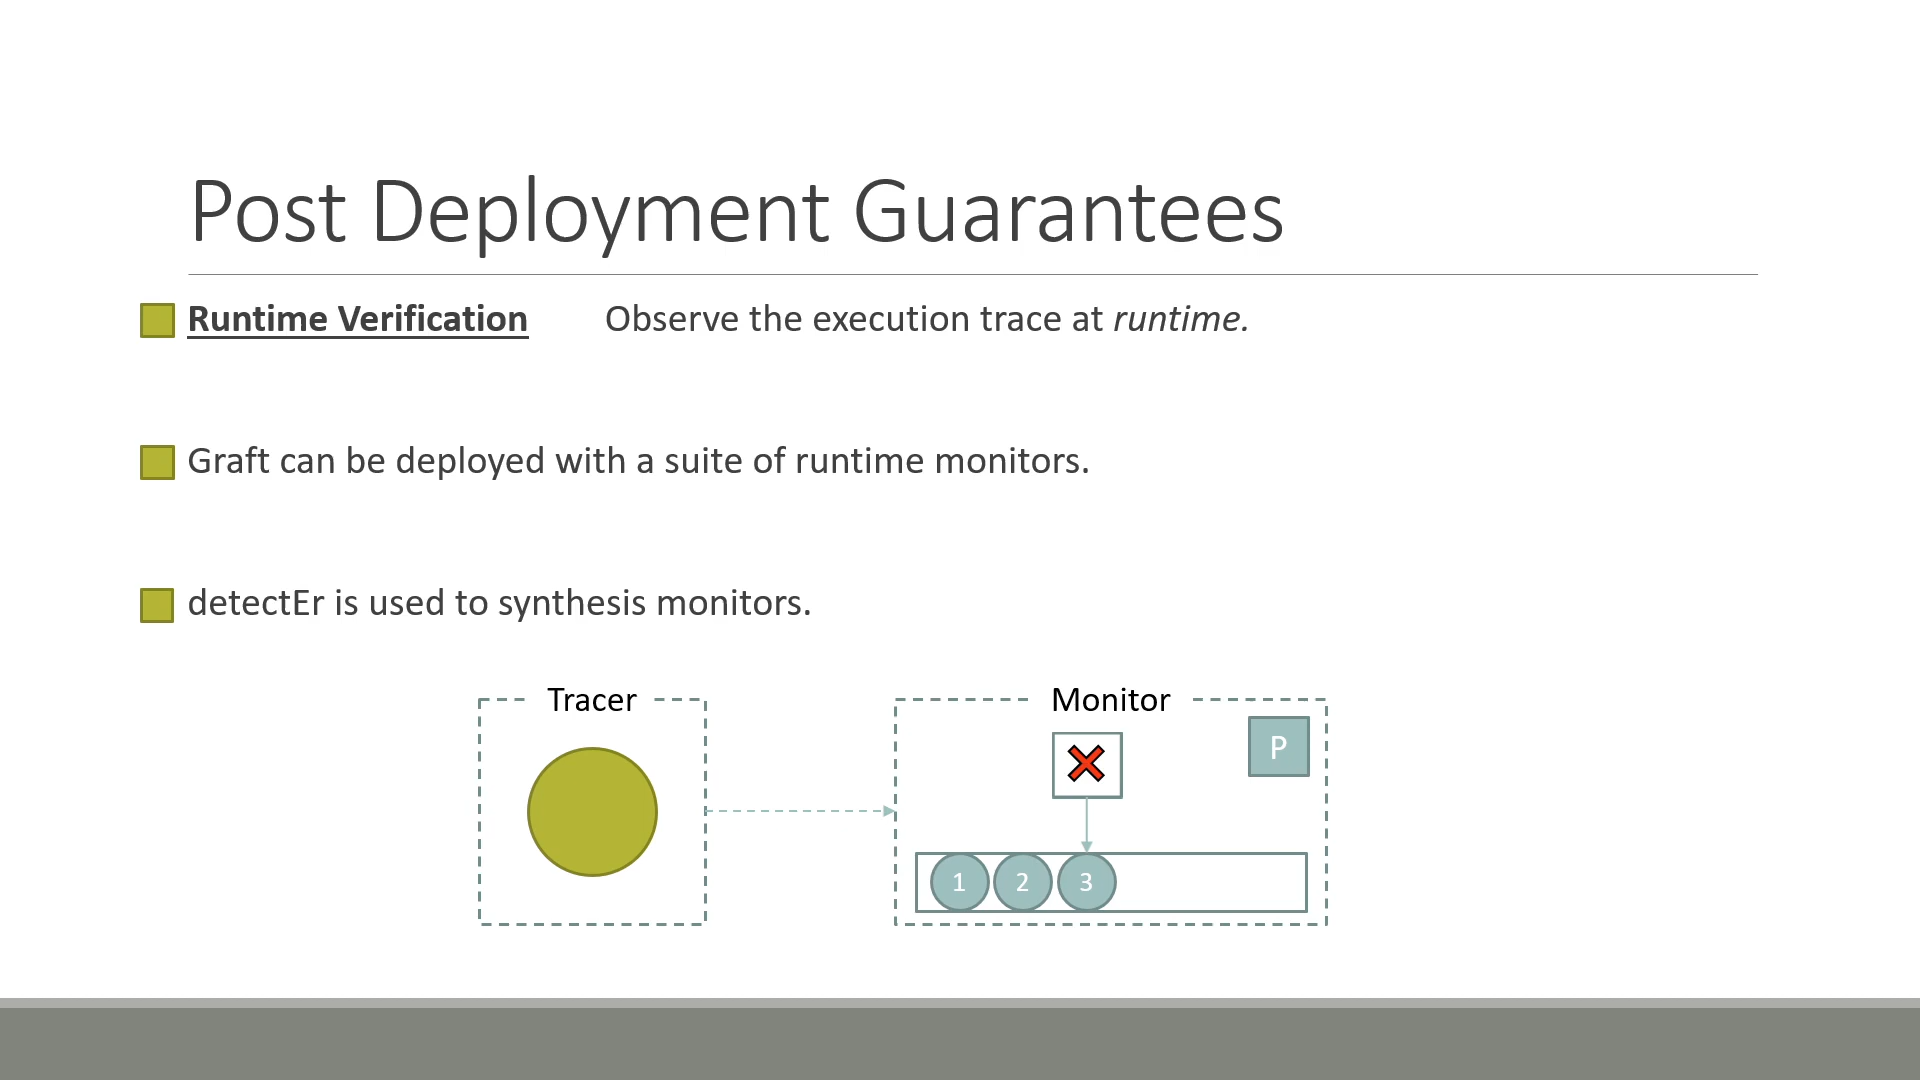 Post Deployment Guarantees
Runtime Verification Observe the execution trace at runtime.
Graft can be deployed with a suite of runtime monitors.
detectEr is used to synthesis monitors.
Tracer
Monitor
P
1 2 3